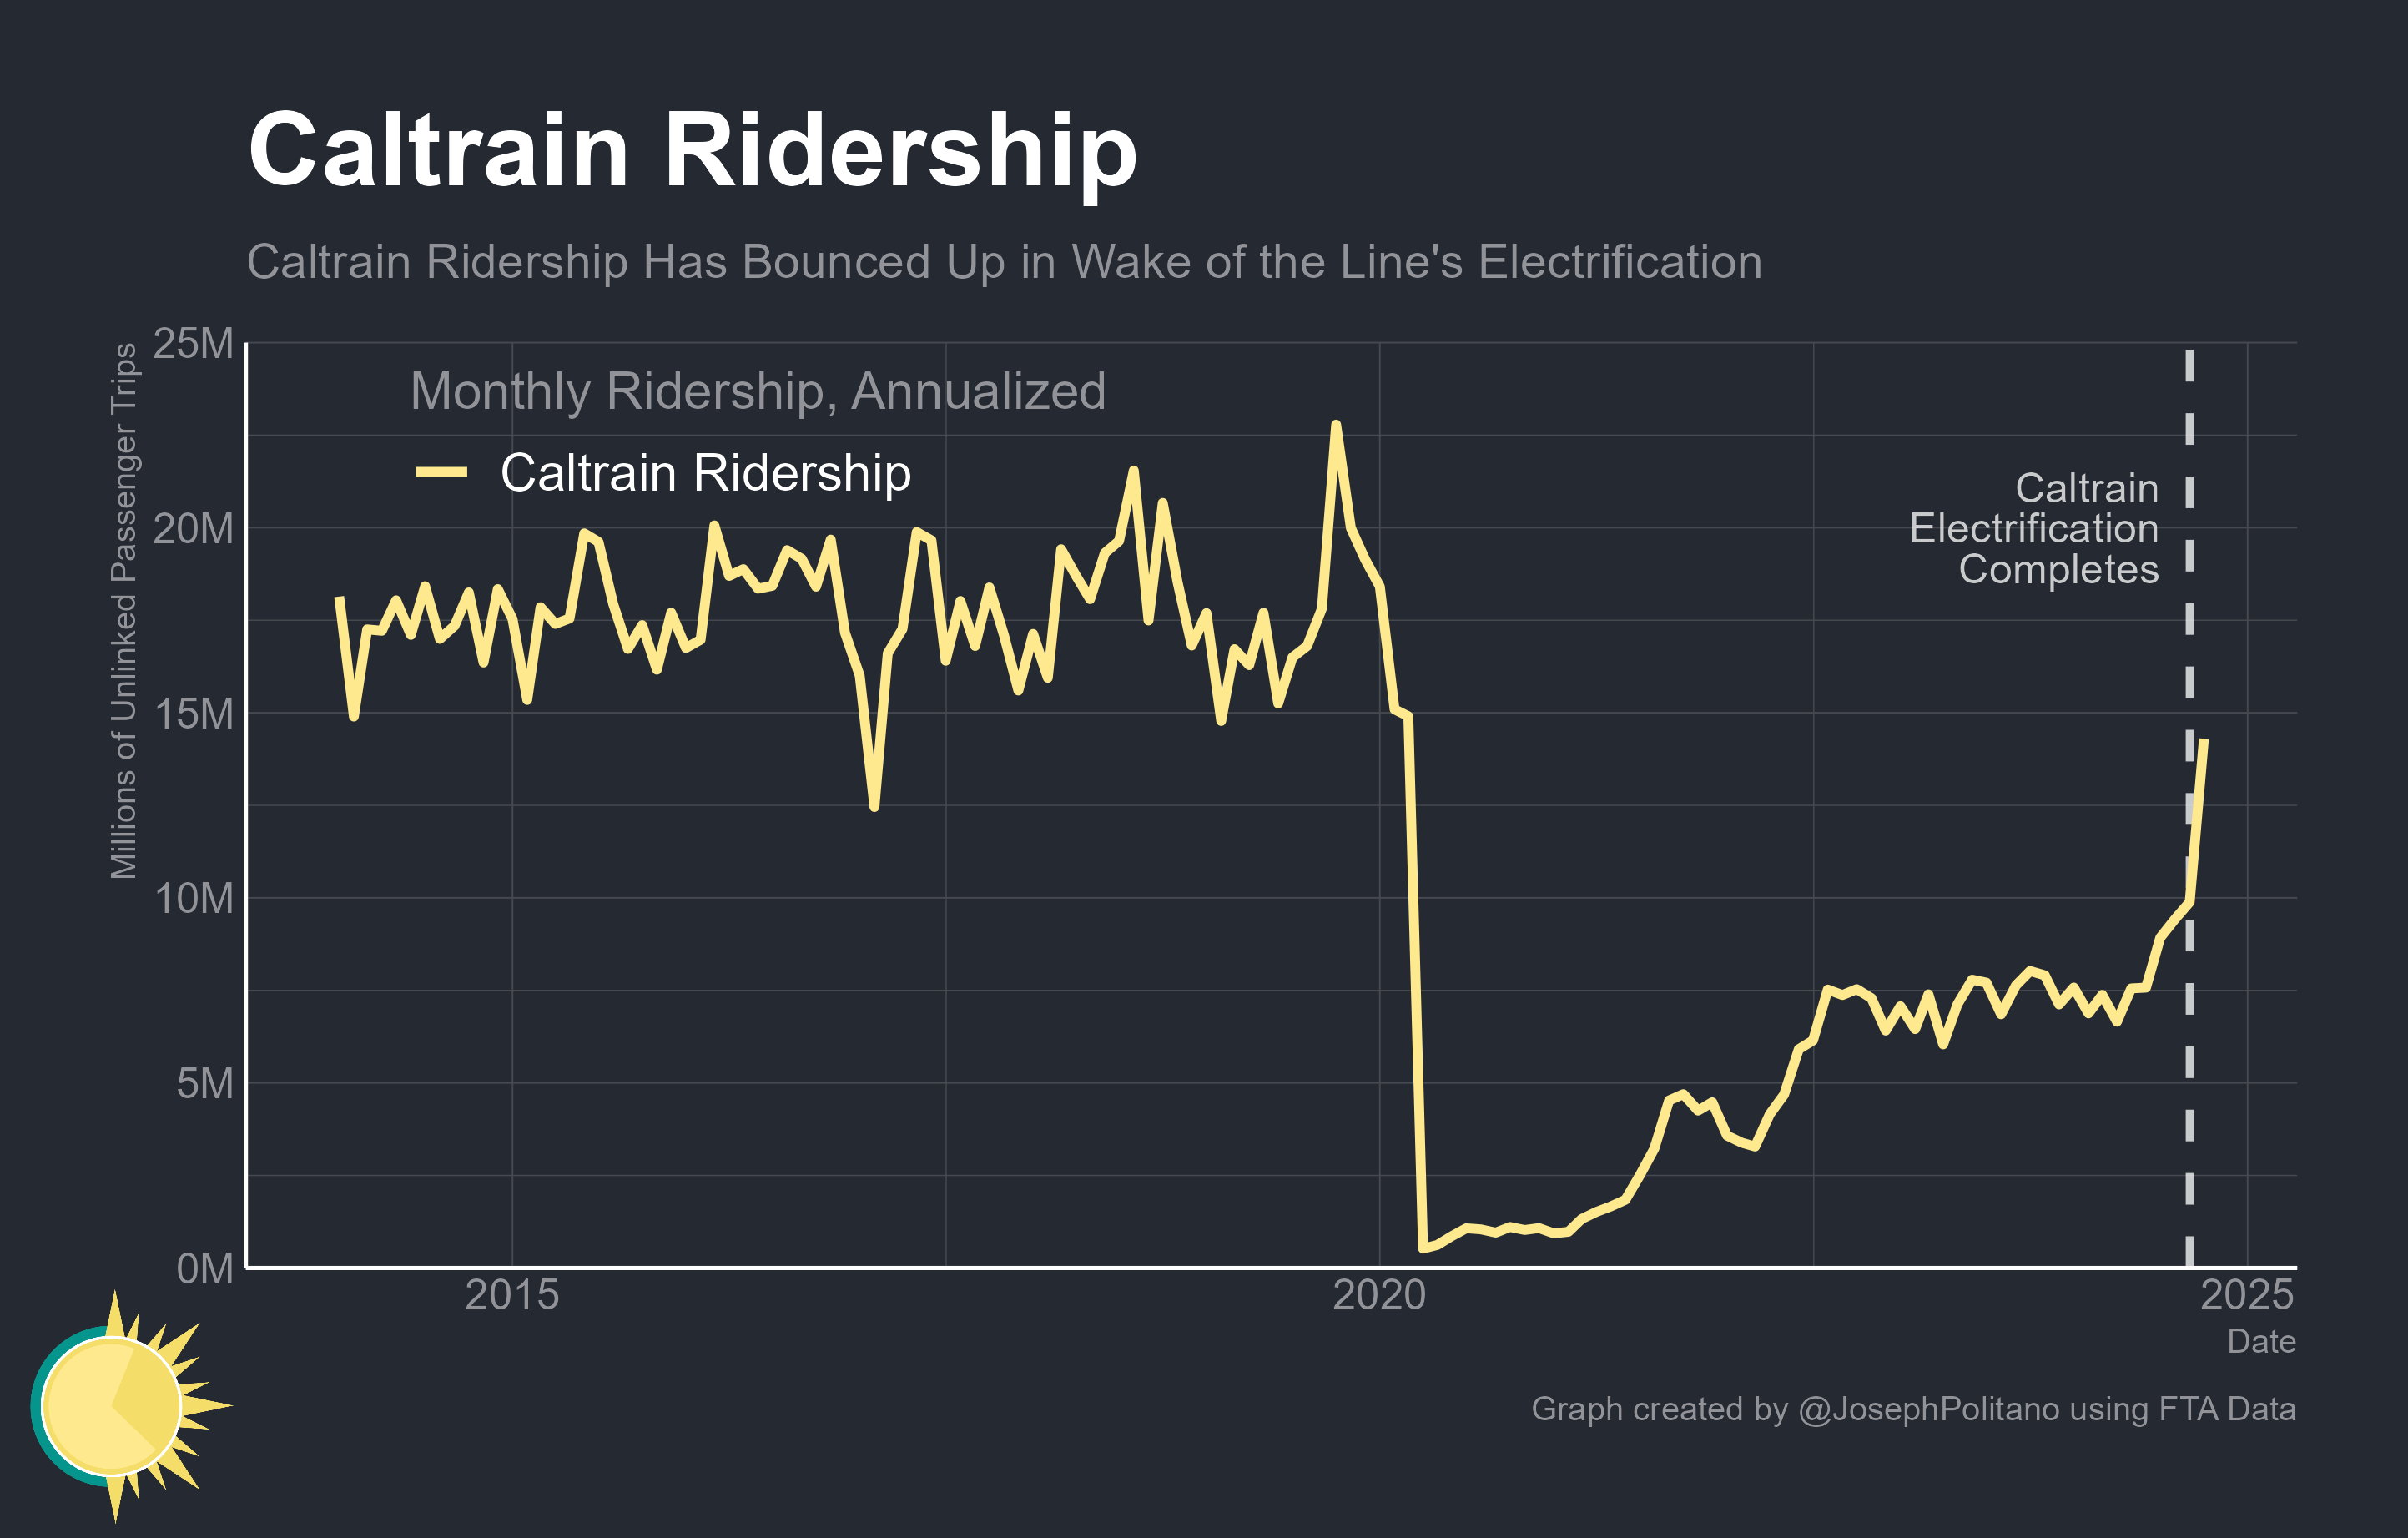 Caltrain Ridership
Caltrain Ridership Has Bounced Up in Wake of the Line's Electrification
Millions of Unlinked Passenger Trips
25M
20M
15M
10M
5M
0M
Monthly Ridership, Annualized
Caltrain Ridership
Caltrain
Electrification
Completes
2015
2020
2025
Date
Graph created by @JosephPolitano using FTA Data